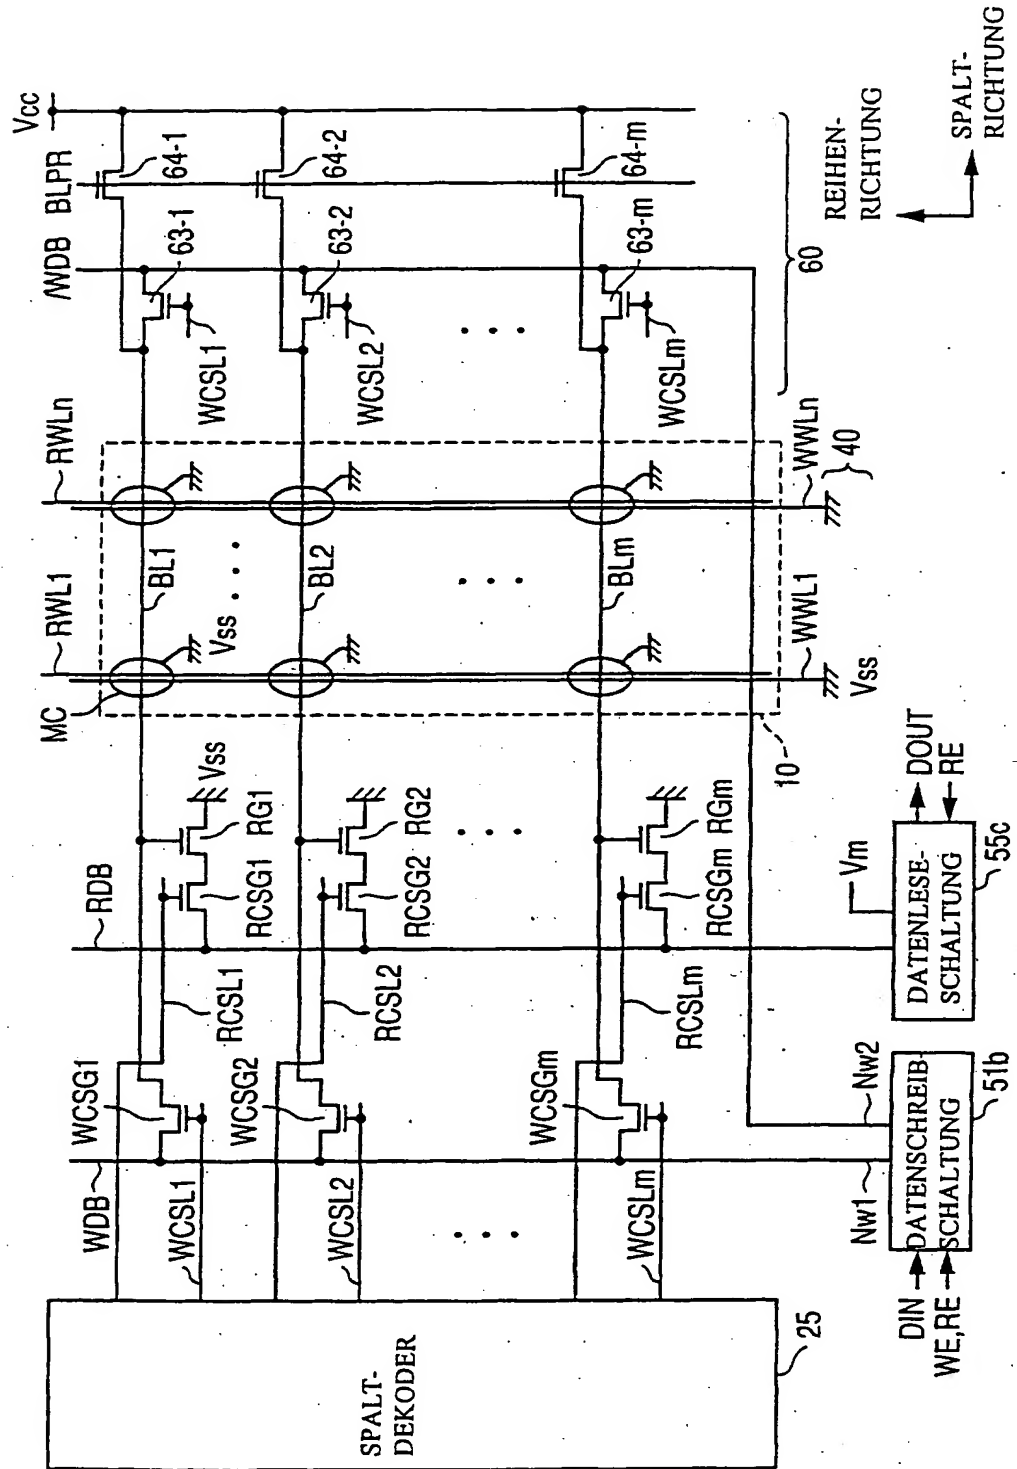 SPALT-
DEKODER
25
WDB
WCSG1
WCSL1
WCSG2
WCSL2
WCSGm
WCSLm
RDB
RCSL1
RCSG1
RG1
Vss
RCSL2
RCSG2
RG2
RCSLm
RCSGm
RGm
MC
RWL1
RWLn
BL1
Vss
BL2
BLm
10
WWL1
Vss
WWLn
40
/WDB
BLPR
Vcc
63-1
64-1
WCSL1
63-2
64-2
WCSL2
63-m
64-m
WCSLm
60
REIHEN-
RICHTUNG
SPALT-
RICHTUNG
DIN
WE,RE
Nw1
Nw2
DATENSCHREIB-
SCHALTUNG
51b
Vm
DATENLESE-
SCHALTUNG
55c
DOUT
RE